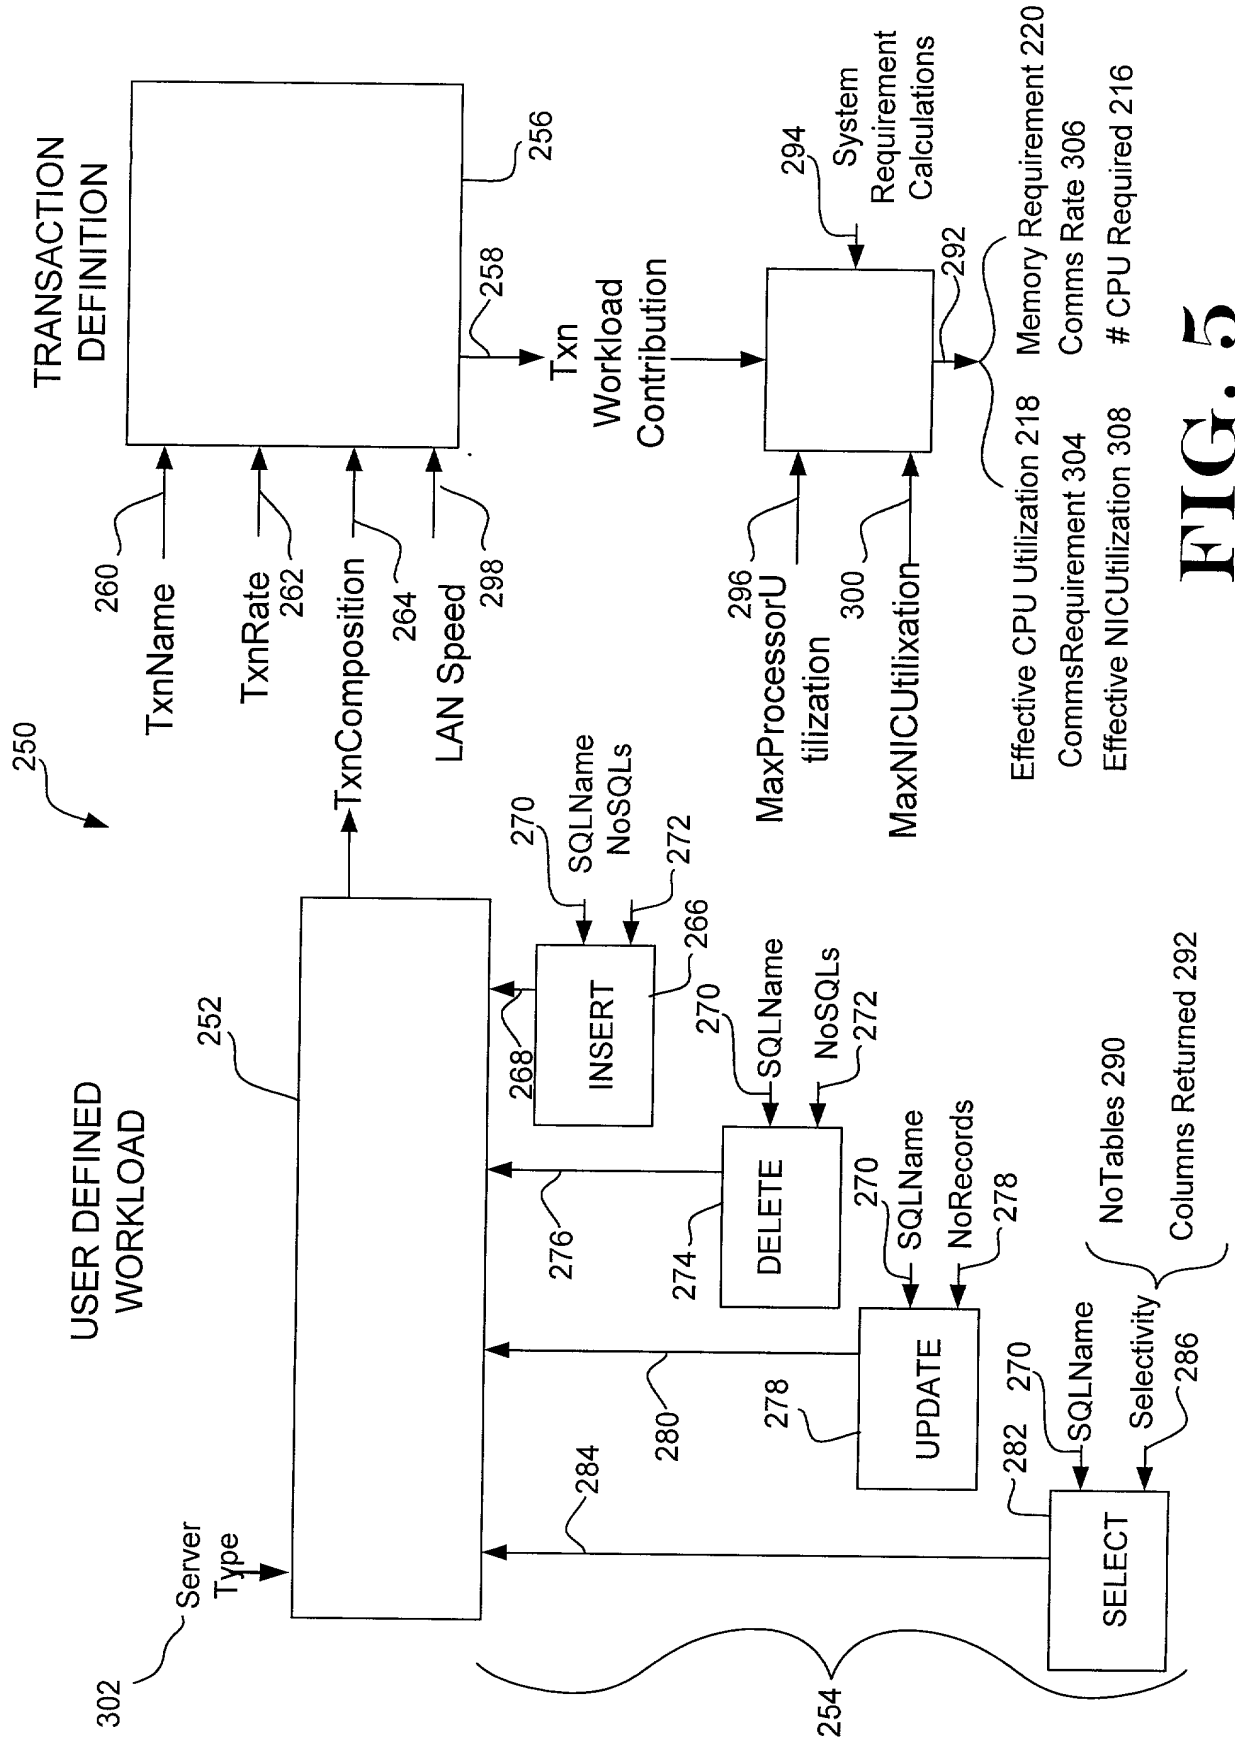 250
USER DEFINED
WORKLOAD
TRANSACTION
DEFINITION
302
Server
Type
252
TxnName
260
TxnRate
262
TxnComposition
264
LAN Speed
298
256
258
Txn
Workload
Contribution
MaxProcessorU
tilization
296
MaxNICUtilixation
300
294
System
Requirement
Calculations
292
Effective CPU Utilization 218
Memory Requirement 220
CommsRequirement 304
Comms Rate 306
Effective NICUtilization 308
# CPU Required 216
INSERT
266
268
270
SQLName
NoSQLs
272
DELETE
274
276
270
SQLName
NoSQLs
272
UPDATE
278
280
270
SQLName
NoRecords
278
SELECT
282
284
270
SQLName
Selectivity
286
NoTables 290
Columns Returned 292
254
FIG. 5